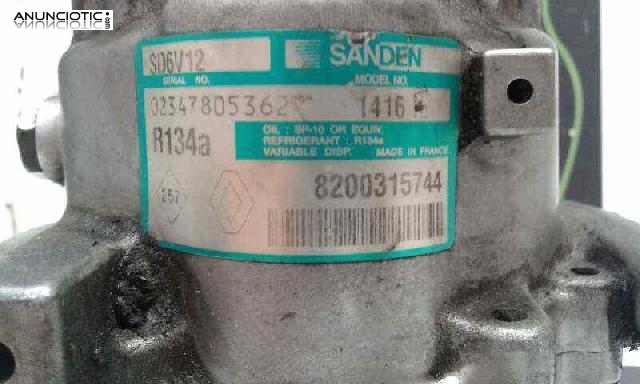 ANUNCIOTIC
.com
SD6V12
SANDEN
SERIAL NO.
MODEL NO.
02347805362
1416
R134a
OIL : SP-10 OR EQUIV.
REFRIGERANT : R134a
VARIABLE DISP. MADE IN FRANCE
257
8200315744